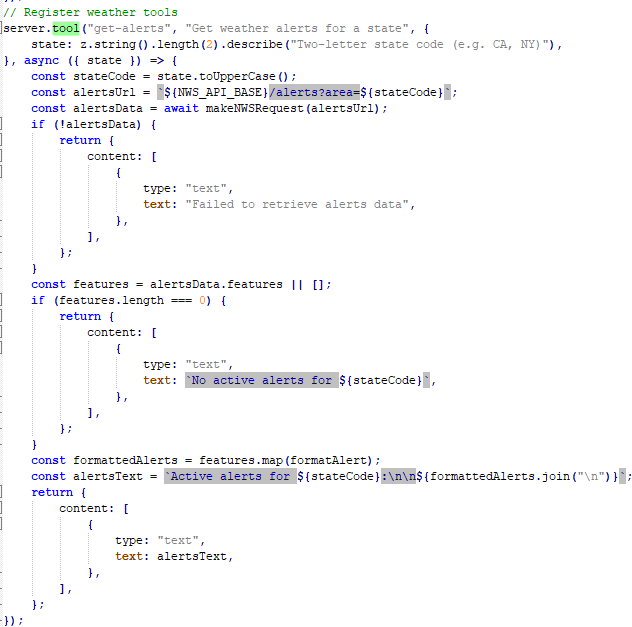 // Register weather tools
server.tool("get-alerts", "Get weather alerts for a state", {
    state: z.string().length(2).describe("Two-letter state code (e.g. CA, NY)"),
}, async ({ state }) => {
    const stateCode = state.toUpperCase();
    const alertsUrl = `${NWS_API_BASE}/alerts?area=${stateCode}`;
    const alertsData = await makeNWSRequest(alertsUrl);
    if (!alertsData) {
        return {
            content: [
                {
                    type: "text",
                    text: "Failed to retrieve alerts data",
                },
            ],
        };
    }
    const features = alertsData.features || [];
    if (features.length === 0) {
        return {
            content: [
                {
                    type: "text",
                    text: `No active alerts for ${stateCode}`,
                },
            ],
        };
    }
    const formattedAlerts = features.map(formatAlert);
    const alertsText = `Active alerts for ${stateCode}:\n\n${formattedAlerts.join("\n")}`;
    return {
        content: [
            {
                type: "text",
                text: alertsText,
            },
        ],
    };
});